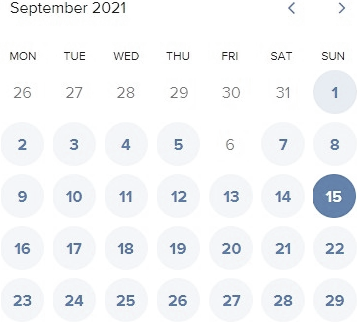 September 2021
MON TUE WED THU FRI SAT SUN
26 27 28 29 30 31 1
2 3 4 5 6 7 8
9 10 11 12 13 14 15
16 17 18 19 20 21 22
23 24 25 26 27 28 29